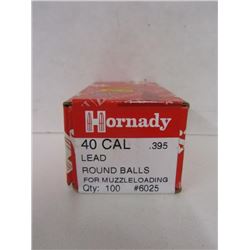 Hornady
40 CAL .395
LEAD
ROUND BALLS
FOR MUZZLELOADING
Qty: 100 #6025